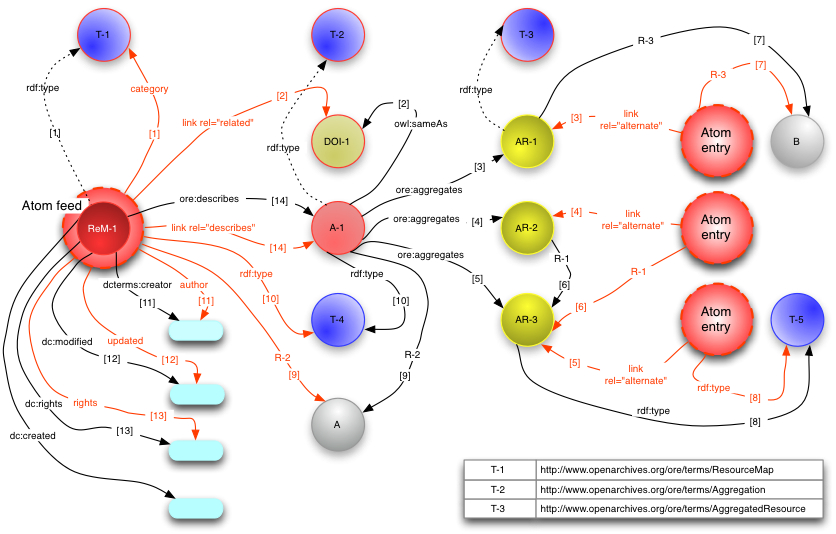 T-1
T-2
T-3
R-3
[7]
[7]
R-3
rdf:type
category
[2]
[2]
rdf:type
link rel="related"
owl:sameAs
[3]
link
rel="alternate"
Atom
entry
[1]
[1]
rdf:type
DOI-1
AR-1
B
[3]
ore:aggregates
Atom feed
ore:describes
[14]
ore:aggregates
[4]
[4]
link
rel="alternate"
Atom
entry
ReM-1
link rel="describes"
[14]
A-1
AR-2
ore:aggregates
R-1
R-1
dcterms:creator
author
rdf:type
rdf:type
[5]
[6]
[11]
[11]
[10]
[10]
[6]
T-4
AR-3
Atom
entry
T-5
dc:modified
updated
[12]
[12]
R-2
R-2
[9]
[9]
[5]
link
rel="alternate"
rdf:type
[8]
dc:rights
rights
[13]
[13]
rdf:type
[8]
dc:created
A
T-1 http://www.openarchives.org/ore/terms/ResourceMap
T-2 http://www.openarchives.org/ore/terms/Aggregation
T-3 http://www.openarchives.org/ore/terms/AggregatedResource